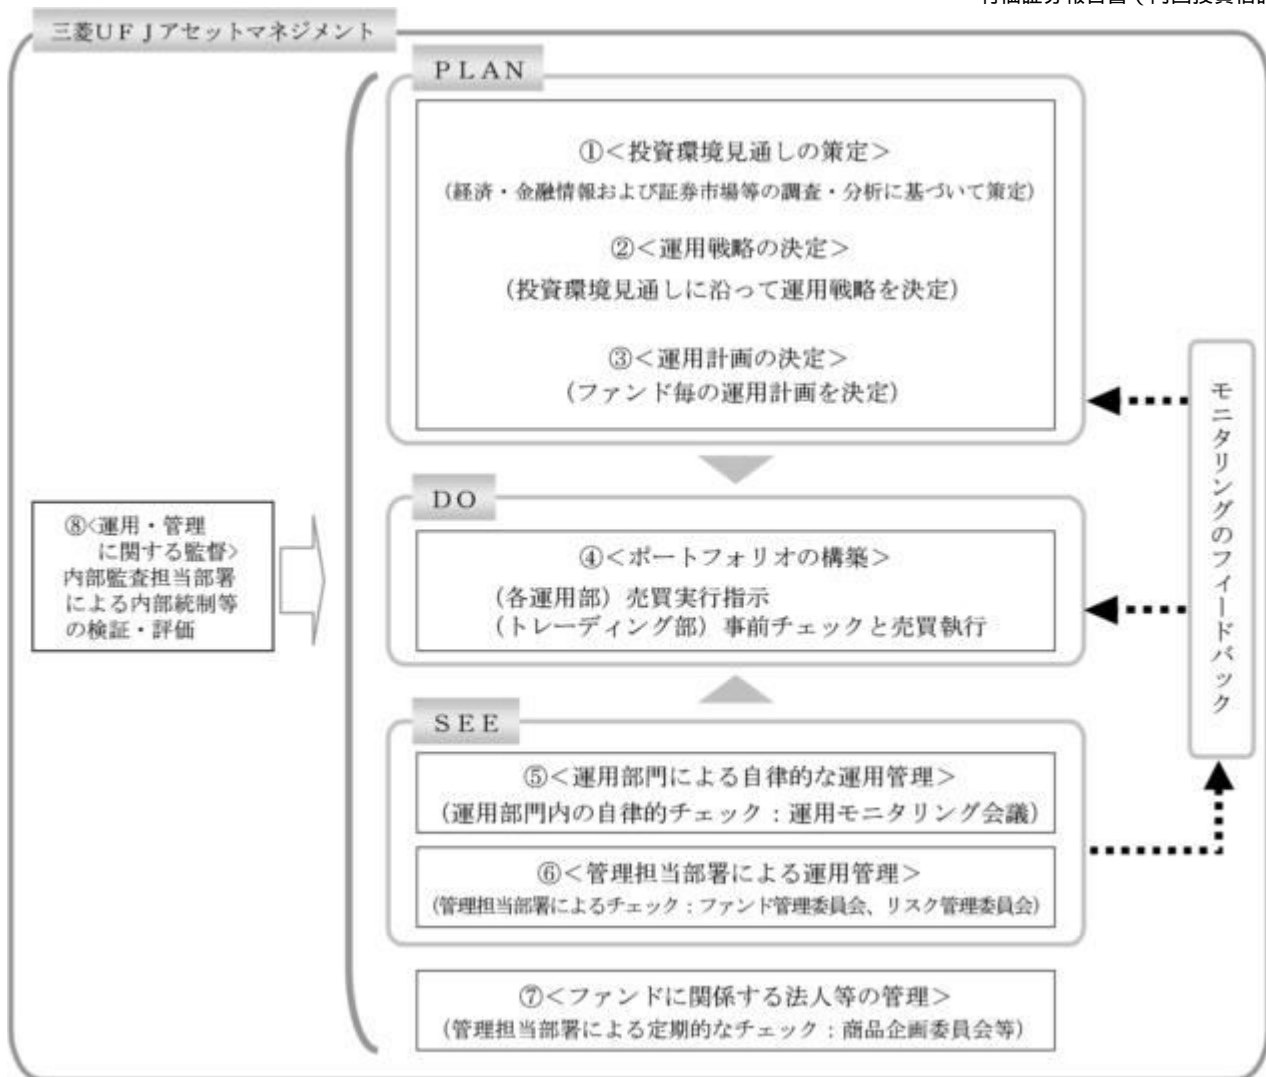 三菱UFJアセットマネジメント
PLAN
①<投資環境見通しの策定>
(経済・金融情報および証券市場等の調査・分析に基づいて策定)
②<運用戦略の決定>
(投資環境見通しに沿って運用戦略を決定)
③<運用計画の決定>
(ファンド毎の運用計画を決定)
DO
④<ポートフォリオの構築>
(各運用部)売買実行指示
(トレーディング部)事前チェックと売買執行
SEE
⑤<運用部門による自律的な運用管理>
(運用部門内の自律的チェック:運用モニタリング会議)
⑥<管理担当部署による運用管理>
(管理担当部署によるチェック:ファンド管理委員会、リスク管理委員会)
⑦<ファンドに関係する法人等の管理>
(管理担当部署による定期的なチェック:商品企画委員会等)
⑧<運用・管理
に関する監督>
内部監査担当部署
による内部統制等
の検証・評価
モニタリングのフィードバック